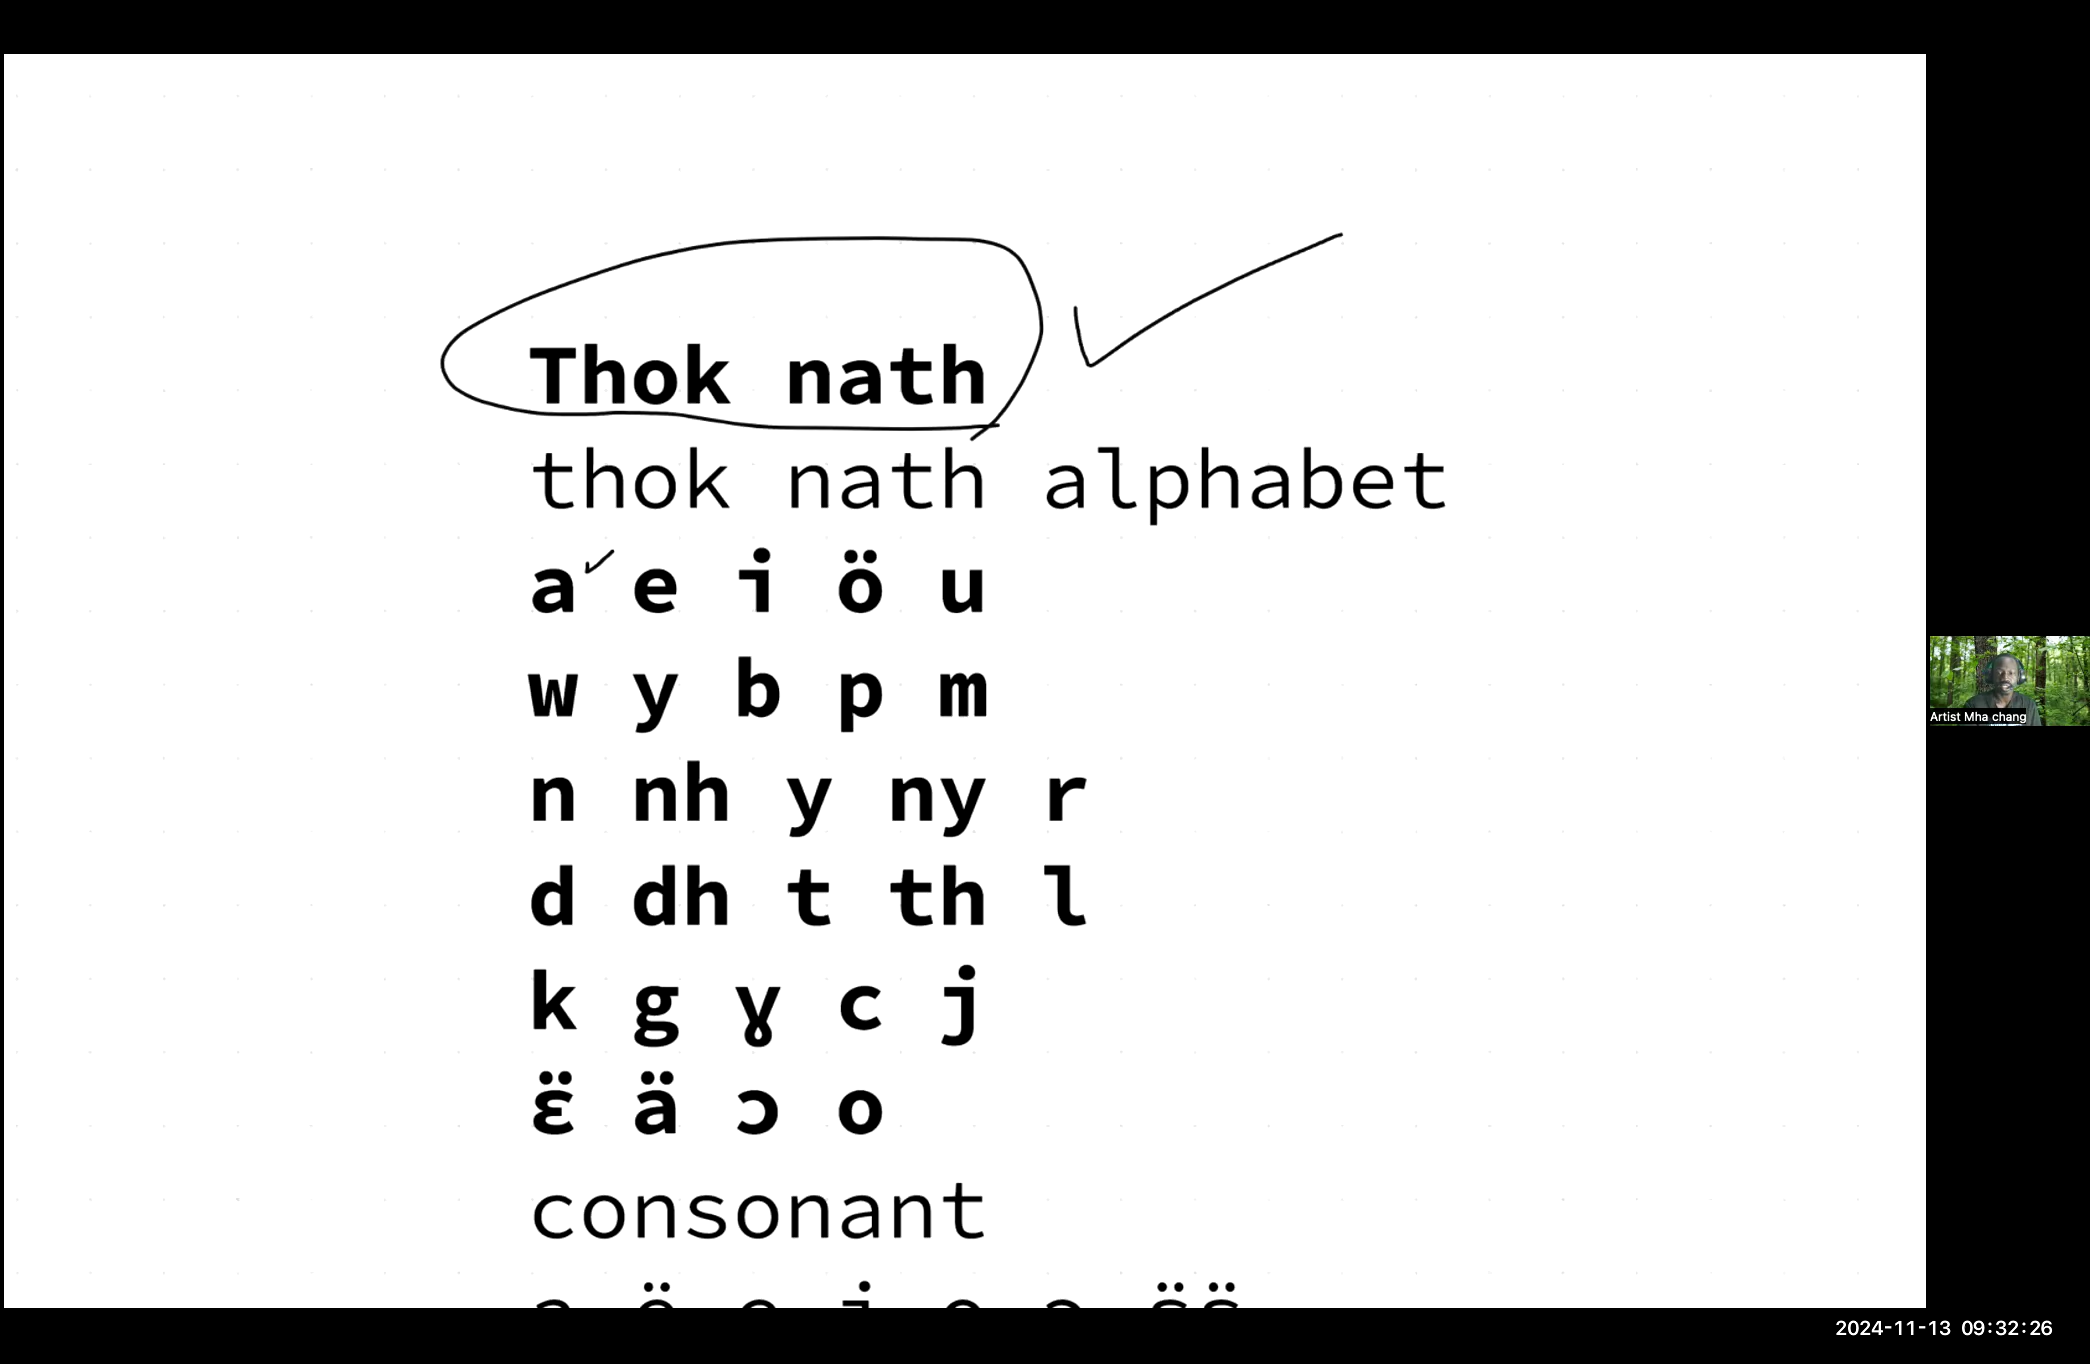 Thok nath
thok nath alphabet
a e i ö u
w y b p m
n nh y ny r
d dh t th l
k g ɣ c j
ɛ̈ ä ɔ o
consonant
Artist Mha chang
2024-11-13 09:32:26